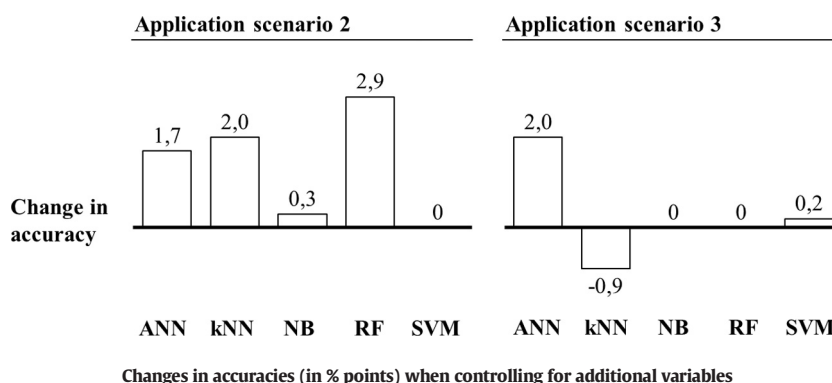 Application scenario 2
Application scenario 3
2,9
2,0
1,7
2,0
0,3
0
0
0
0,2
Change in
accuracy
-0,9
ANN kNN NB RF SVM
ANN kNN NB RF SVM
Changes in accuracies (in % points) when controlling for additional variables